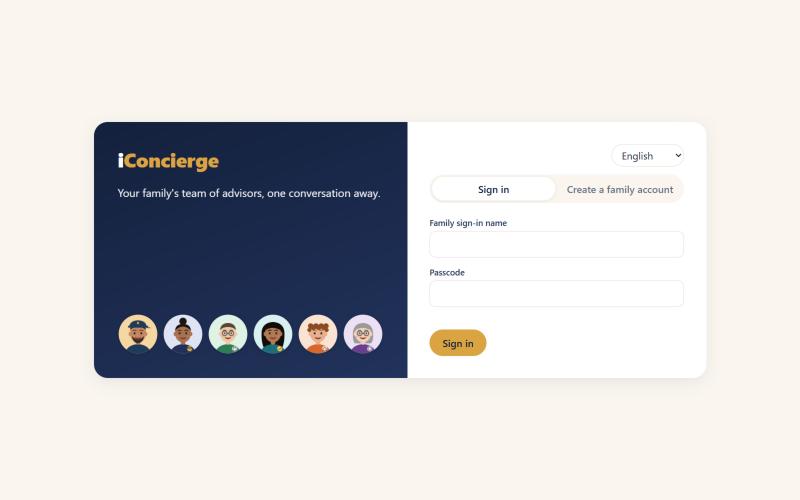 iConcierge
Your family's team of advisors, one conversation away.
English
Sign in
Create a family account
Family sign-in name
Passcode
Sign in